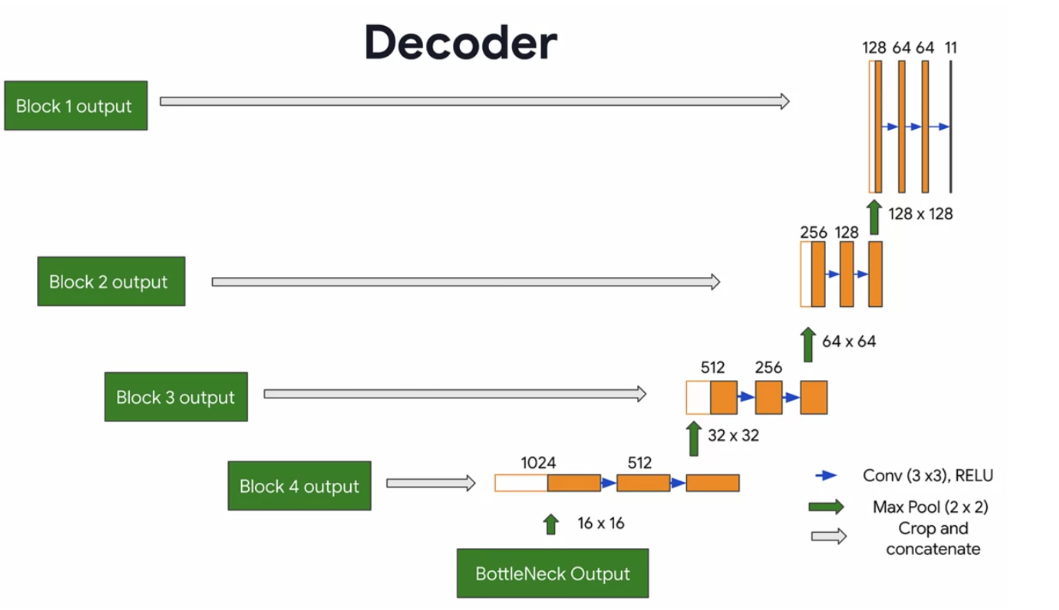 Decoder
128 64 64 11
Block 1 output
128 x 128
256 128
Block 2 output
64 x 64
512 256
Block 3 output
32 x 32
1024 512
Block 4 output
16 x 16
BottleNeck Output
Conv (3 x3), RELU
Max Pool (2 x 2)
Crop and
concatenate